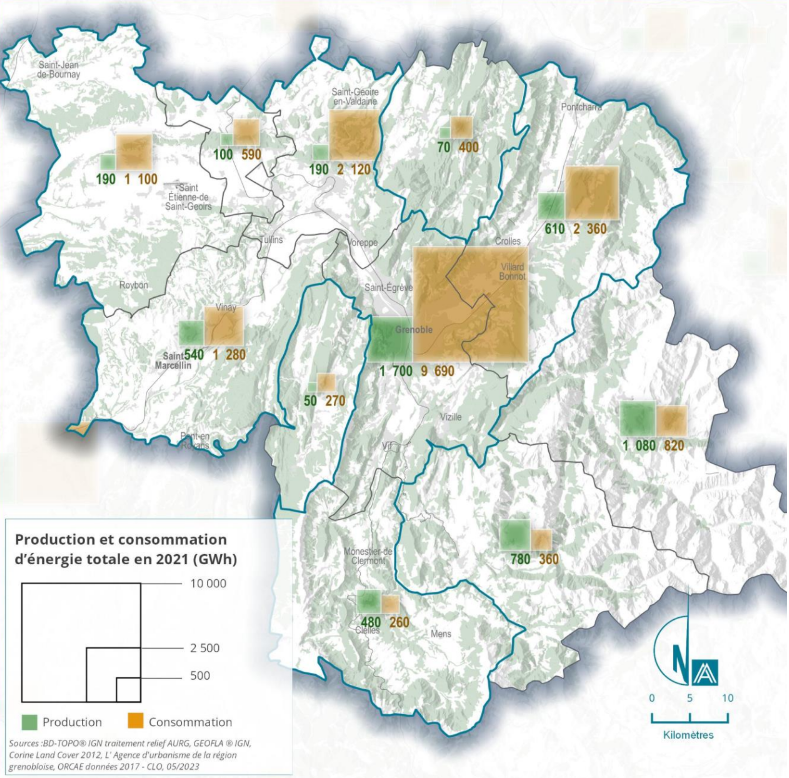 Saint-Jean
de-Bournay
Saint-Geoire
en-Valdaine
Pontcharra
190 1 100
100 590
190 2 120
70 400
610 2 360
Saint
Étienne-de
Saint-Geoirs
Tullins
Voreppe
Crolles
Villard
Bonnot
Saint-Égrève
Roybon
Vinay
Grenoble
Saint
Marcellin
540 1 280
1 700 9 690
50 270
Vizille
1 080 820
Pont-en
Royans
Vif
Monestier-de
Clermont
780 360
480 260
Clelles
Mens
Production et consommation
d’énergie totale en 2021 (GWh)
10 000
2 500
500
Production
Consommation
Sources :BD-TOPO® IGN traitement relief AURG, GEOFLA ® IGN,
Corine Land Cover 2012, L' Agence d'urbanisme de la région
grenobloise, ORCAE données 2017 - CLO, 05/2023
N
0 5 10
Kilomètres